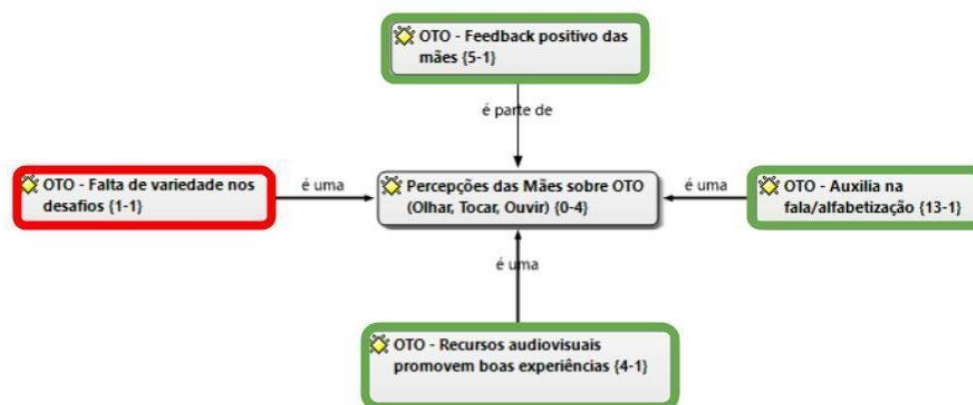 OTO - Feedback positivo das
mães {5-1}
é parte de
OTO - Falta de variedade nos
desafios {1-1}
é uma
Percepções das Mães sobre OTO
(Olhar, Tocar, Ouvir) {0-4}
é uma
OTO - Auxilia na
fala/alfabetização {13-1}
é uma
OTO - Recursos audiovisuais
promovem boas experiências {4-1}